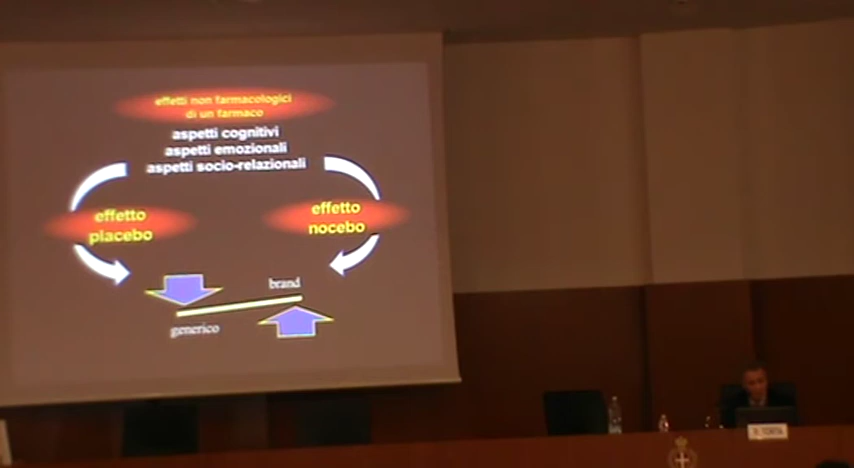 effetti non farmacologici
di un farmaco
aspetti cognitivi
aspetti emozionali
aspetti socio-relazionali
effetto
placebo
effetto
nocebo
brand
generico